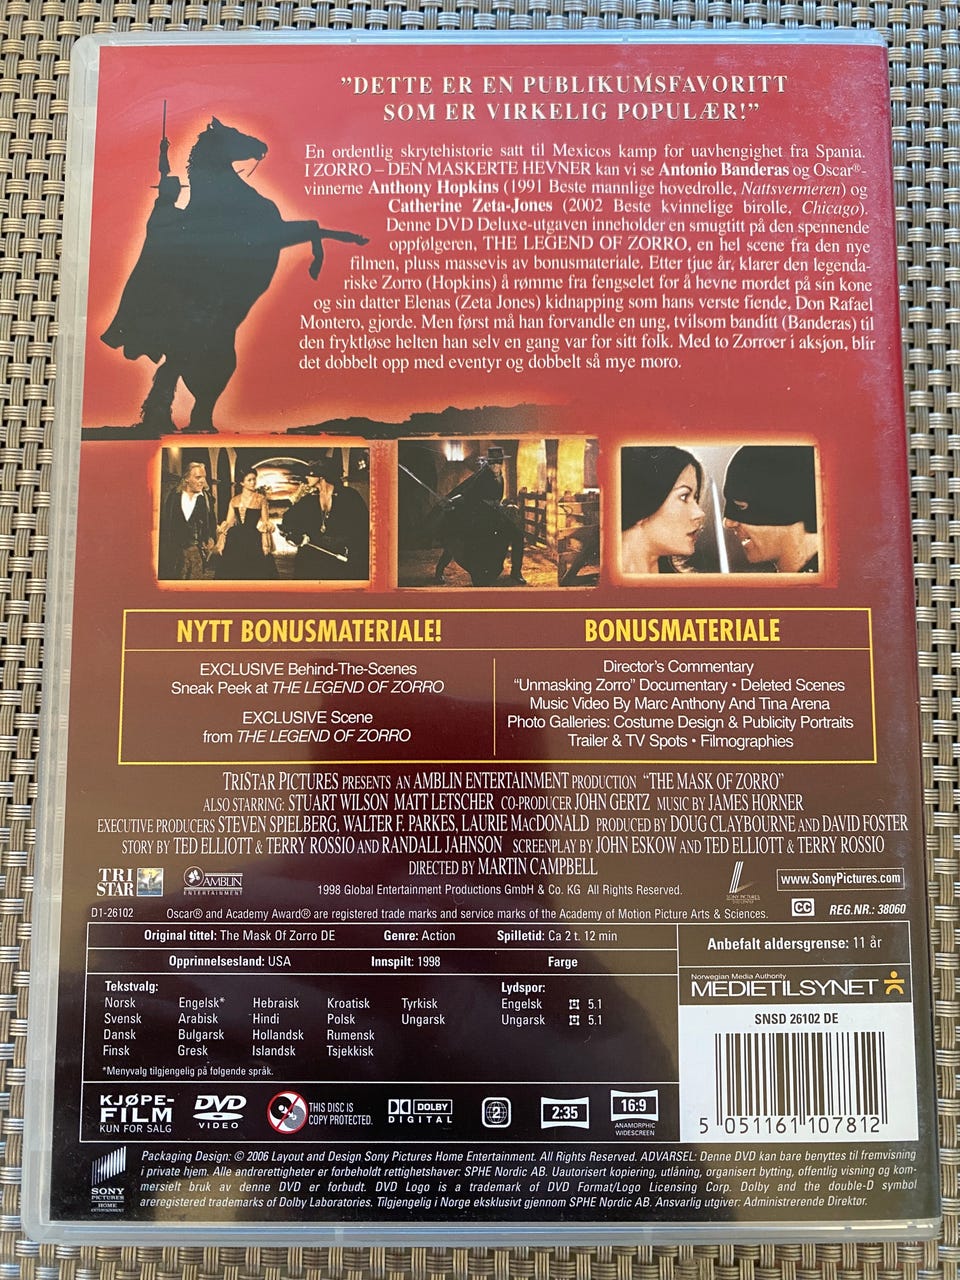 ”DETTE ER EN PUBLIKUMSFAVORITT
SOM ER VIRKELIG POPULÆR!”
En ordentlig skrytehistorie satt til Mexicos kamp for uavhengighet fra Spania.
I ZORRO – DEN MASKERTE HEVNER kan vi se Antonio Banderas og Oscar®-
vinnerne Anthony Hopkins (1991 Beste mannlige hovedrolle, Nattsvermeren) og
Catherine Zeta-Jones (2002 Beste kvinnelige birolle, Chicago).
Denne DVD Deluxe-utgaven inneholder en smugtitt på den spennende
oppfølgeren, THE LEGEND OF ZORRO, en hel scene fra den nye
filmen, pluss massevis av bonusmateriale. Etter tjue år, klarer den legenda-
riske Zorro (Hopkins) å rømme fra fengselet for å hevne mordet på sin kone
og sin datter Elenas (Zeta Jones) kidnapping som hans verste fiende, Don Rafael
Montero, gjorde. Men først må han forvandle en ung, tvilsom banditt (Banderas) til
den fryktløse helten han selv en gang var for sitt folk. Med to Zorroer i aksjon, blir
det dobbelt opp med eventyr og dobbelt så mye moro.
NYTT BONUSMATERIALE!
EXCLUSIVE Behind-The-Scenes
Sneak Peek at THE LEGEND OF ZORRO
EXCLUSIVE Scene
from THE LEGEND OF ZORRO
BONUSMATERIALE
Director's Commentary
“Unmasking Zorro” Documentary • Deleted Scenes
Music Video By Marc Anthony And Tina Arena
Photo Galleries: Costume Design & Publicity Portraits
Trailer & TV Spots • Filmographies
TRISTAR PICTURES PRESENTS AN AMBLIN ENTERTAINMENT PRODUCTION “THE MASK OF ZORRO”
ALSO STARRING: STUART WILSON MATT LETSCHER CO-PRODUCER JOHN GERTZ MUSIC BY JAMES HORNER
EXECUTIVE PRODUCERS STEVEN SPIELBERG, WALTER F. PARKES, LAURIE MACDONALD PRODUCED BY DOUG CLAYBOURNE AND DAVID FOSTER
STORY BY TED ELLIOTT & TERRY ROSSIO AND RANDALL JAHNSON SCREENPLAY BY JOHN ESKOW AND TED ELLIOTT & TERRY ROSSIO
DIRECTED BY MARTIN CAMPBELL
TRI
STAR
AMBLIN
ENTERTAINMENT
1998 Global Entertainment Productions GmbH & Co. KG All Rights Reserved.
SONY PICTURES
www.SonyPictures.com
D1-26102
Oscar® and Academy Award® are registered trade marks and service marks of the Academy of Motion Picture Arts & Sciences.
CC
REG.NR.: 38060
Original tittel: The Mask Of Zorro DE Genre: Action Spilletid: Ca 2 t. 12 min
Opprinnelsesland: USA Innspilt: 1998 Farge
Anbefalt aldersgrense: 11 år
Norwegian Media Authority
MEDIETILSYNET
Tekstvalg:
Norsk Engelsk* Hebraisk Kroatisk Tyrkisk
Svensk Arabisk Hindi Polsk Ungarsk
Dansk Bulgarsk Hollandsk Rumensk
Finsk Gresk Islandsk Tsjekkisk
*Menyvalg tilgjengelig på følgende språk.
Lydspor:
Engelsk 5.1
Ungarsk 5.1
SNSD 26102 DE
5 051161 107812
KJØPE-
FILM
KUN FOR SALG
DVD
VIDEO
THIS DISC IS
COPY PROTECTED.
DOLBY
DIGITAL
2
2:35
16:9
ANAMORPHIC
WIDESCREEN
SONY
PICTURES
HOME
ENTERTAINMENT
Packaging Design: © 2006 Layout and Design Sony Pictures Home Entertainment. All Rights Reserved. ADVARSEL: Denne DVD kan bare benyttes til fremvisning
i privat hjem. Alle andrerettigheter er forbeholdt rettighetshaver: SPHE Nordic AB. Uautorisert kopiering, utlåning, organisert bytting, offentlig visning og kom-
mersielt bruk av denne DVD er forbudt. DVD Logo is a trademark of DVD Format/Logo Licensing Corp. Dolby and the double-D symbol
areregistered trademarks of Dolby Laboratories. Tilgjengelig i Norge eksklusivt gjennom SPHE Nordic AB. Ansvarlig utgiver: Administrerende Direktør.